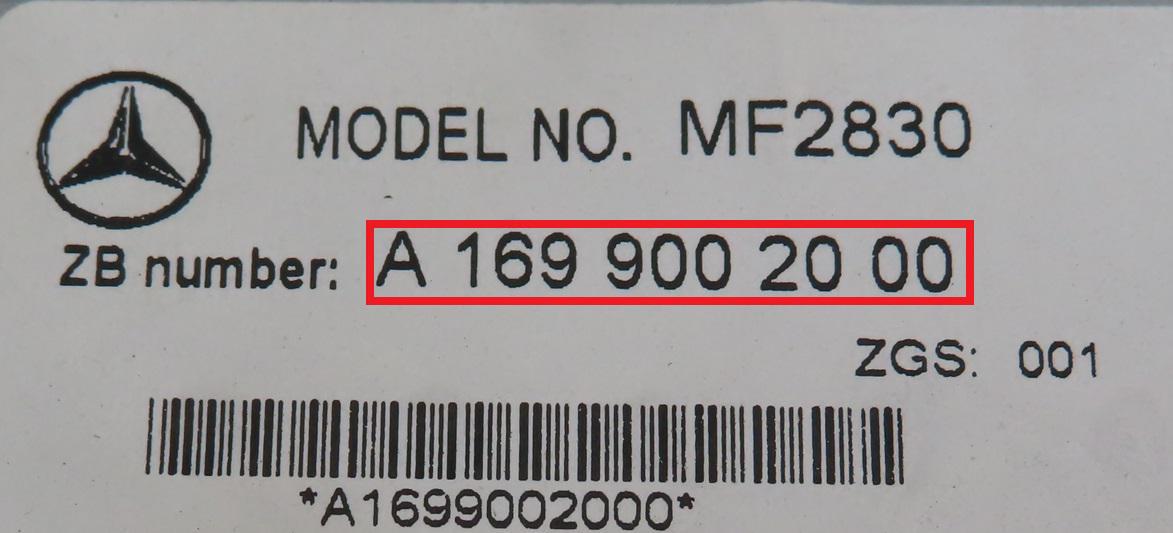 MODEL NO. MF2830
ZB number: A 169 900 20 00
ZGS: 001
*A1699002000*